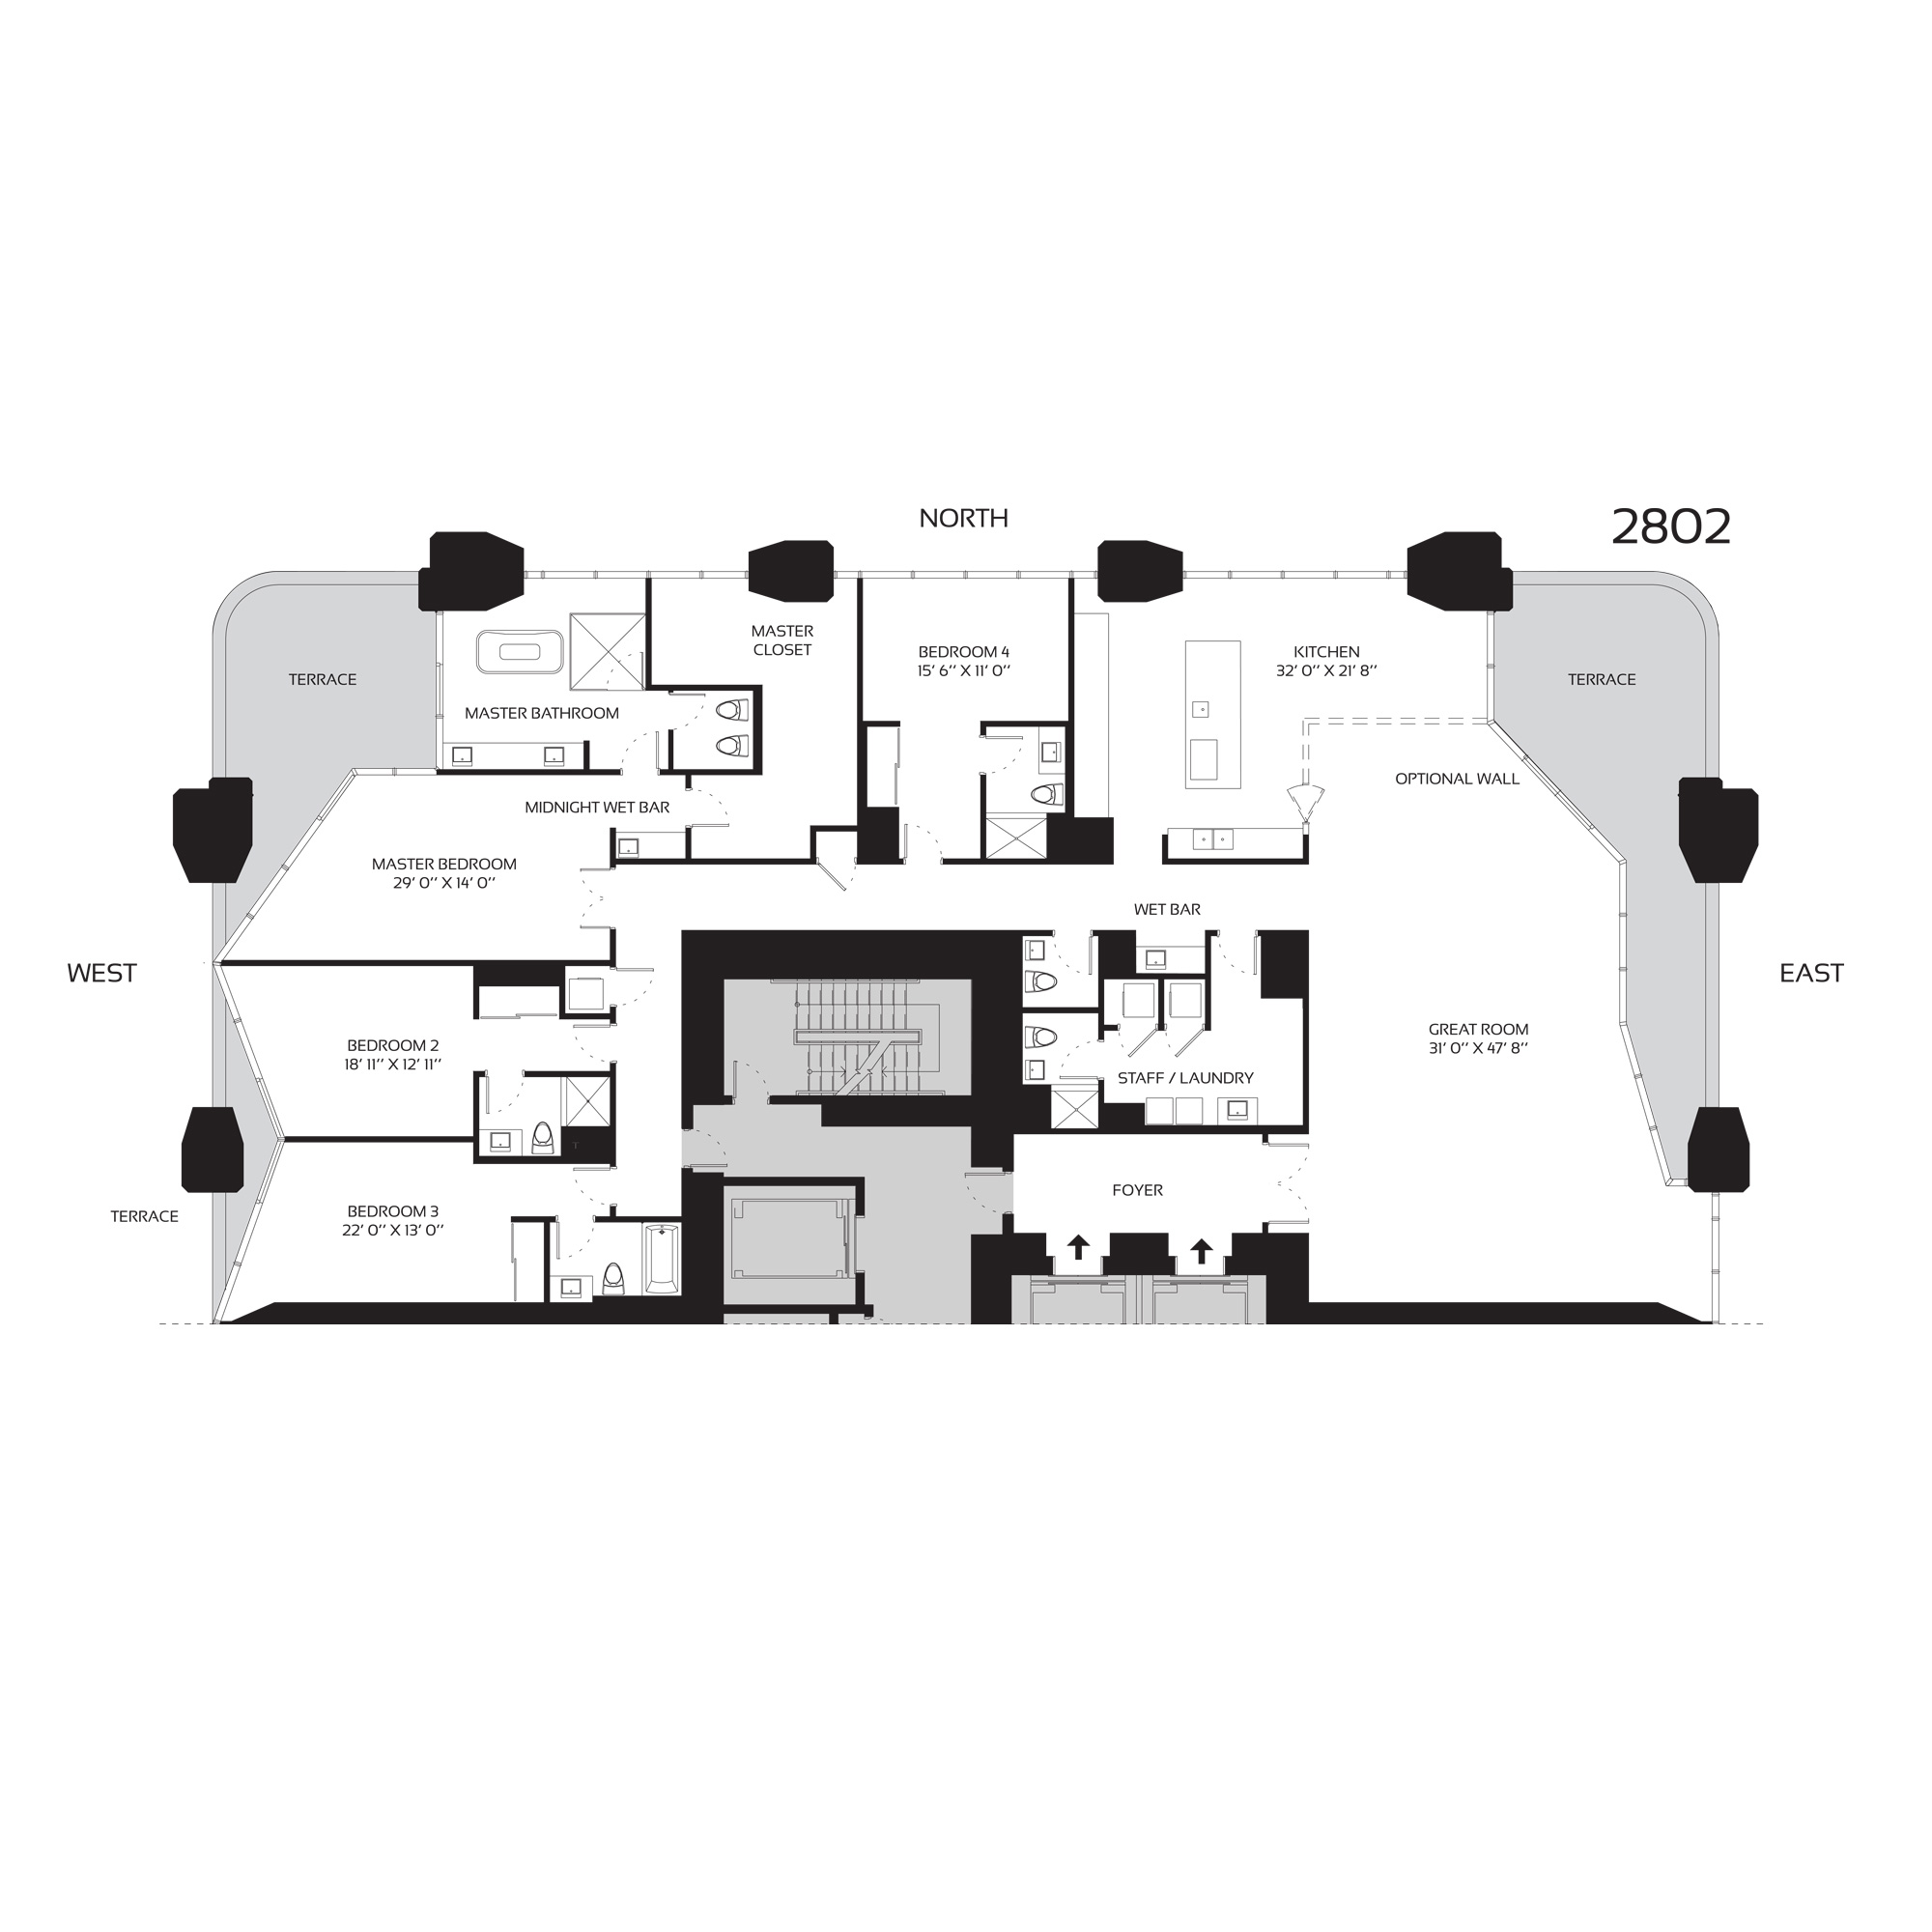 NORTH
2802
MASTER
CLOSET
BEDROOM 4
15' 6'' X 11' 0''
KITCHEN
32' 0'' X 21' 8''
TERRACE
TERRACE
MASTER BATHROOM
OPTIONAL WALL
MIDNIGHT WET BAR
MASTER BEDROOM
29' 0'' X 14' 0''
WET BAR
WEST
EAST
GREAT ROOM
31' 0'' X 47' 8''
BEDROOM 2
18' 11'' X 12' 11''
STAFF / LAUNDRY
FOYER
BEDROOM 3
22' 0'' X 13' 0''
TERRACE